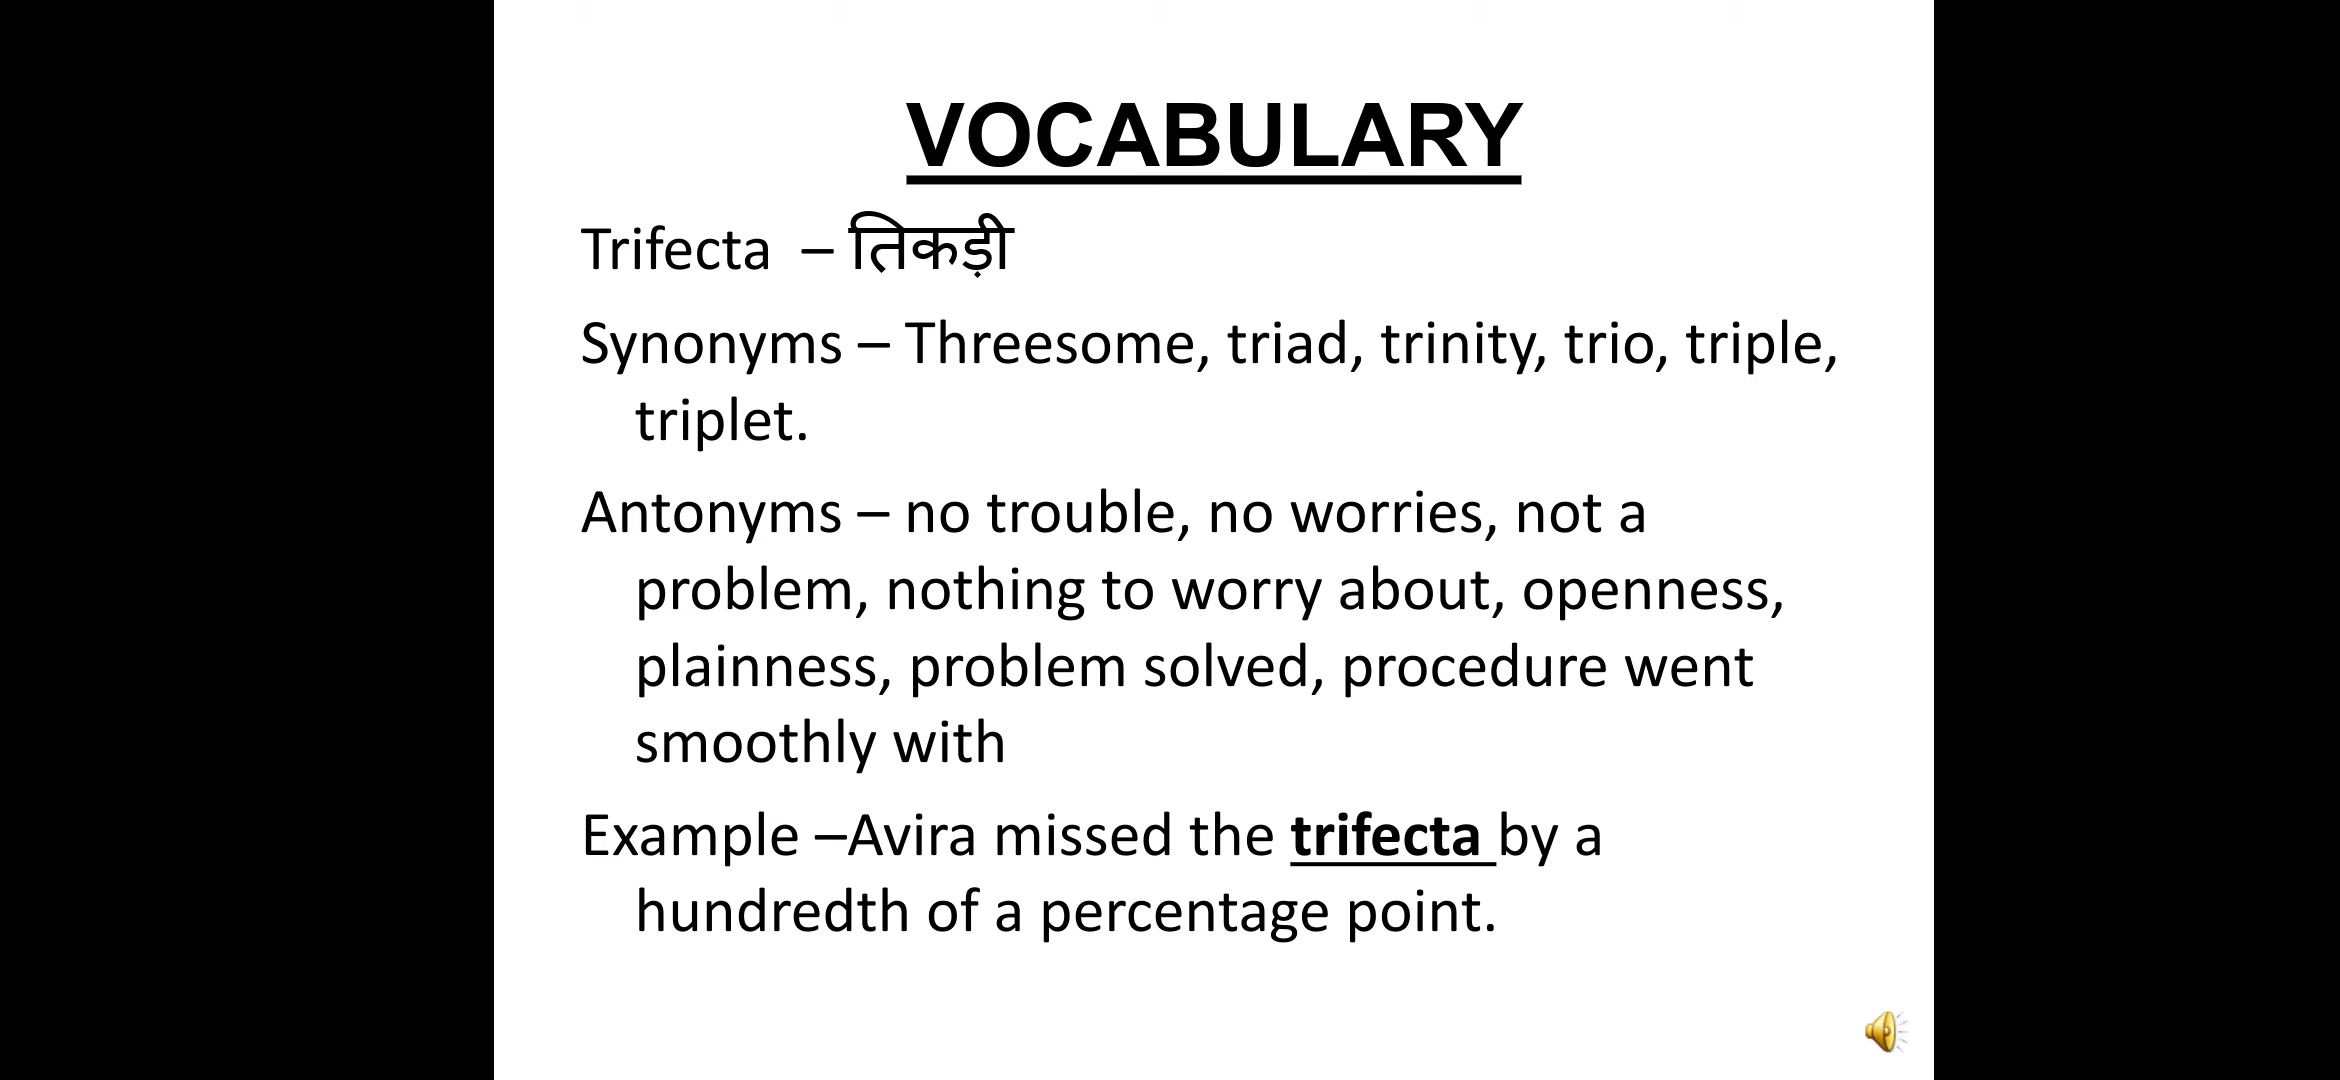 VOCABULARY
Trifecta – तिकड़ी
Synonyms – Threesome, triad, trinity, trio, triple,
triplet.
Antonyms – no trouble, no worries, not a
problem, nothing to worry about, openness,
plainness, problem solved, procedure went
smoothly with
Example –Avira missed the trifecta by a
hundredth of a percentage point.